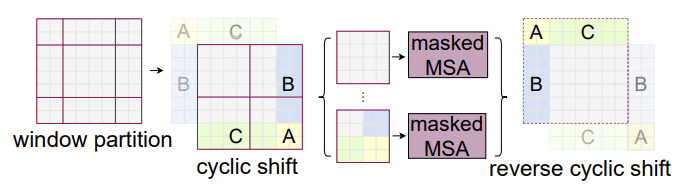 window partition
A C
B
B
C A
cyclic shift
masked
MSA
⋮
masked
MSA
A C
B B
C A
reverse cyclic shift